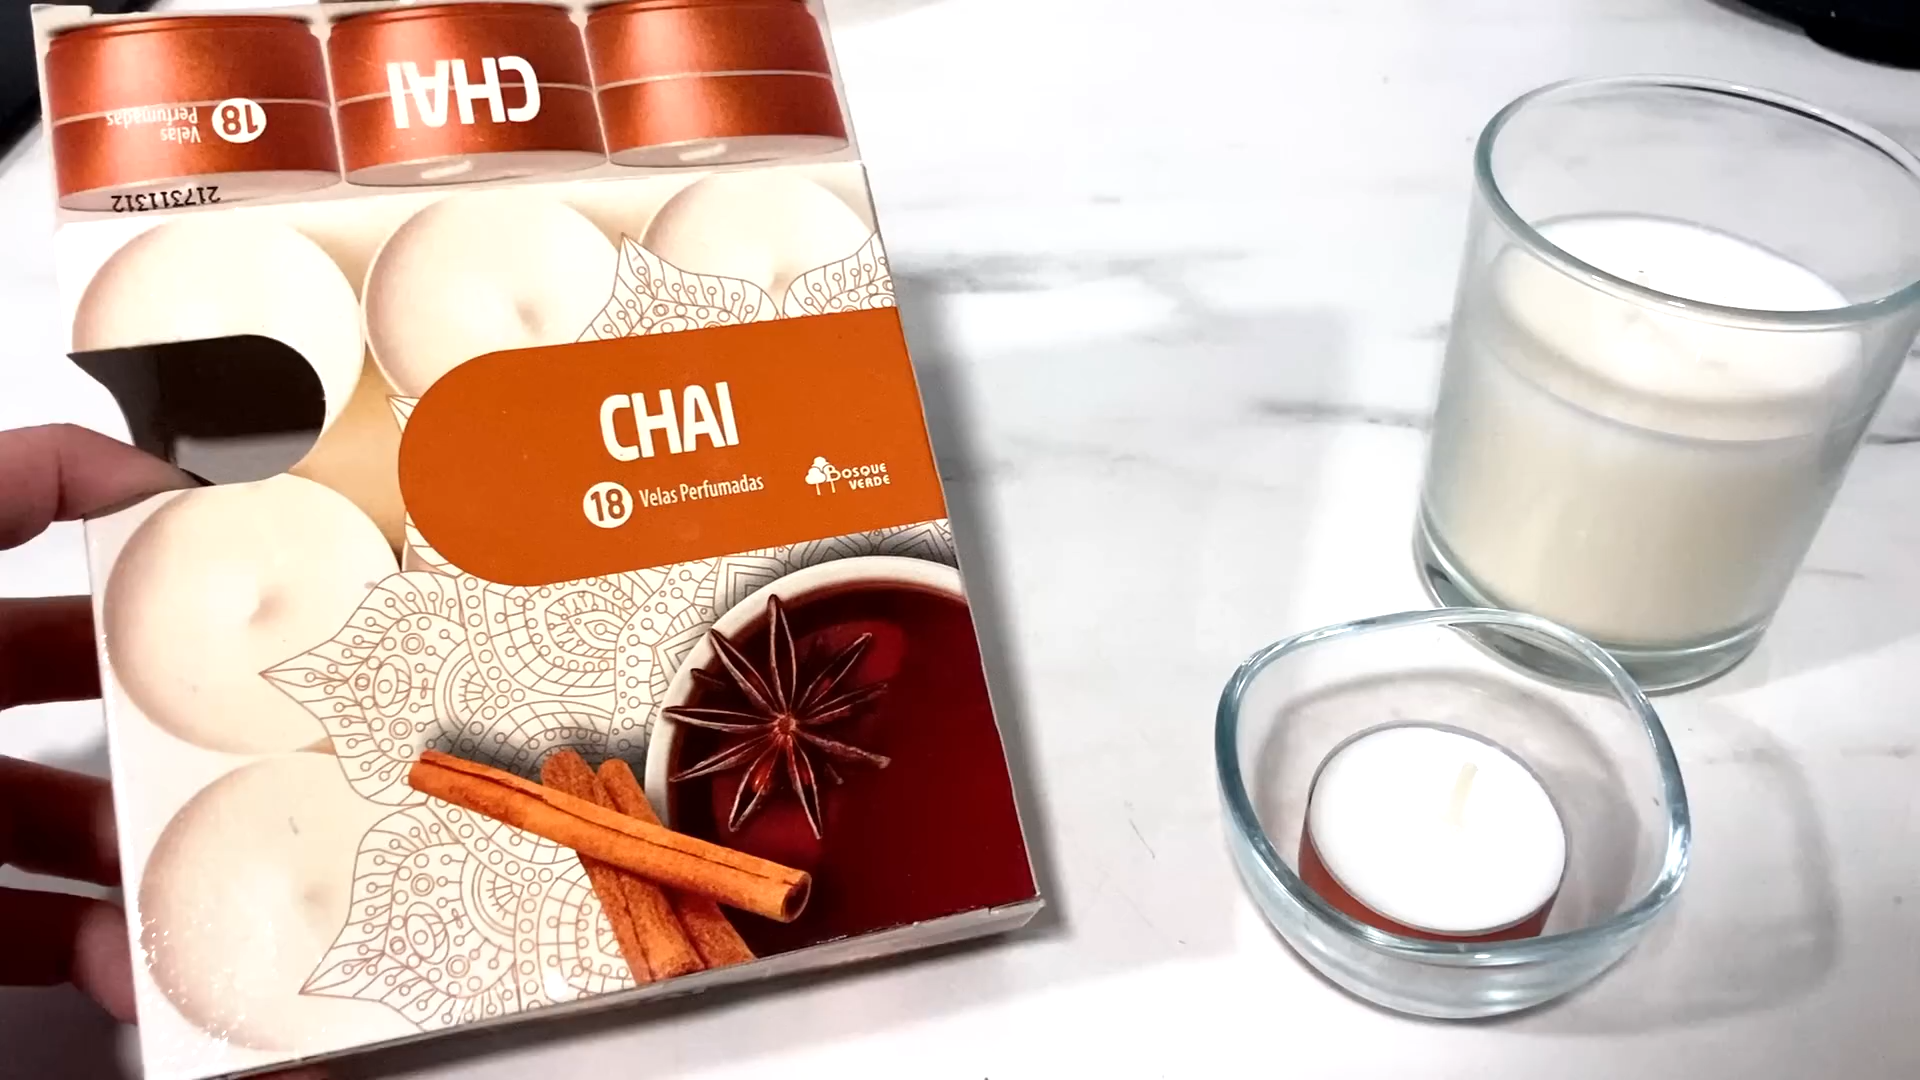 CHAI
18 Velas
Perfumadas
217311312
CHAI
18 Velas Perfumadas
BOSQUE
VERDE